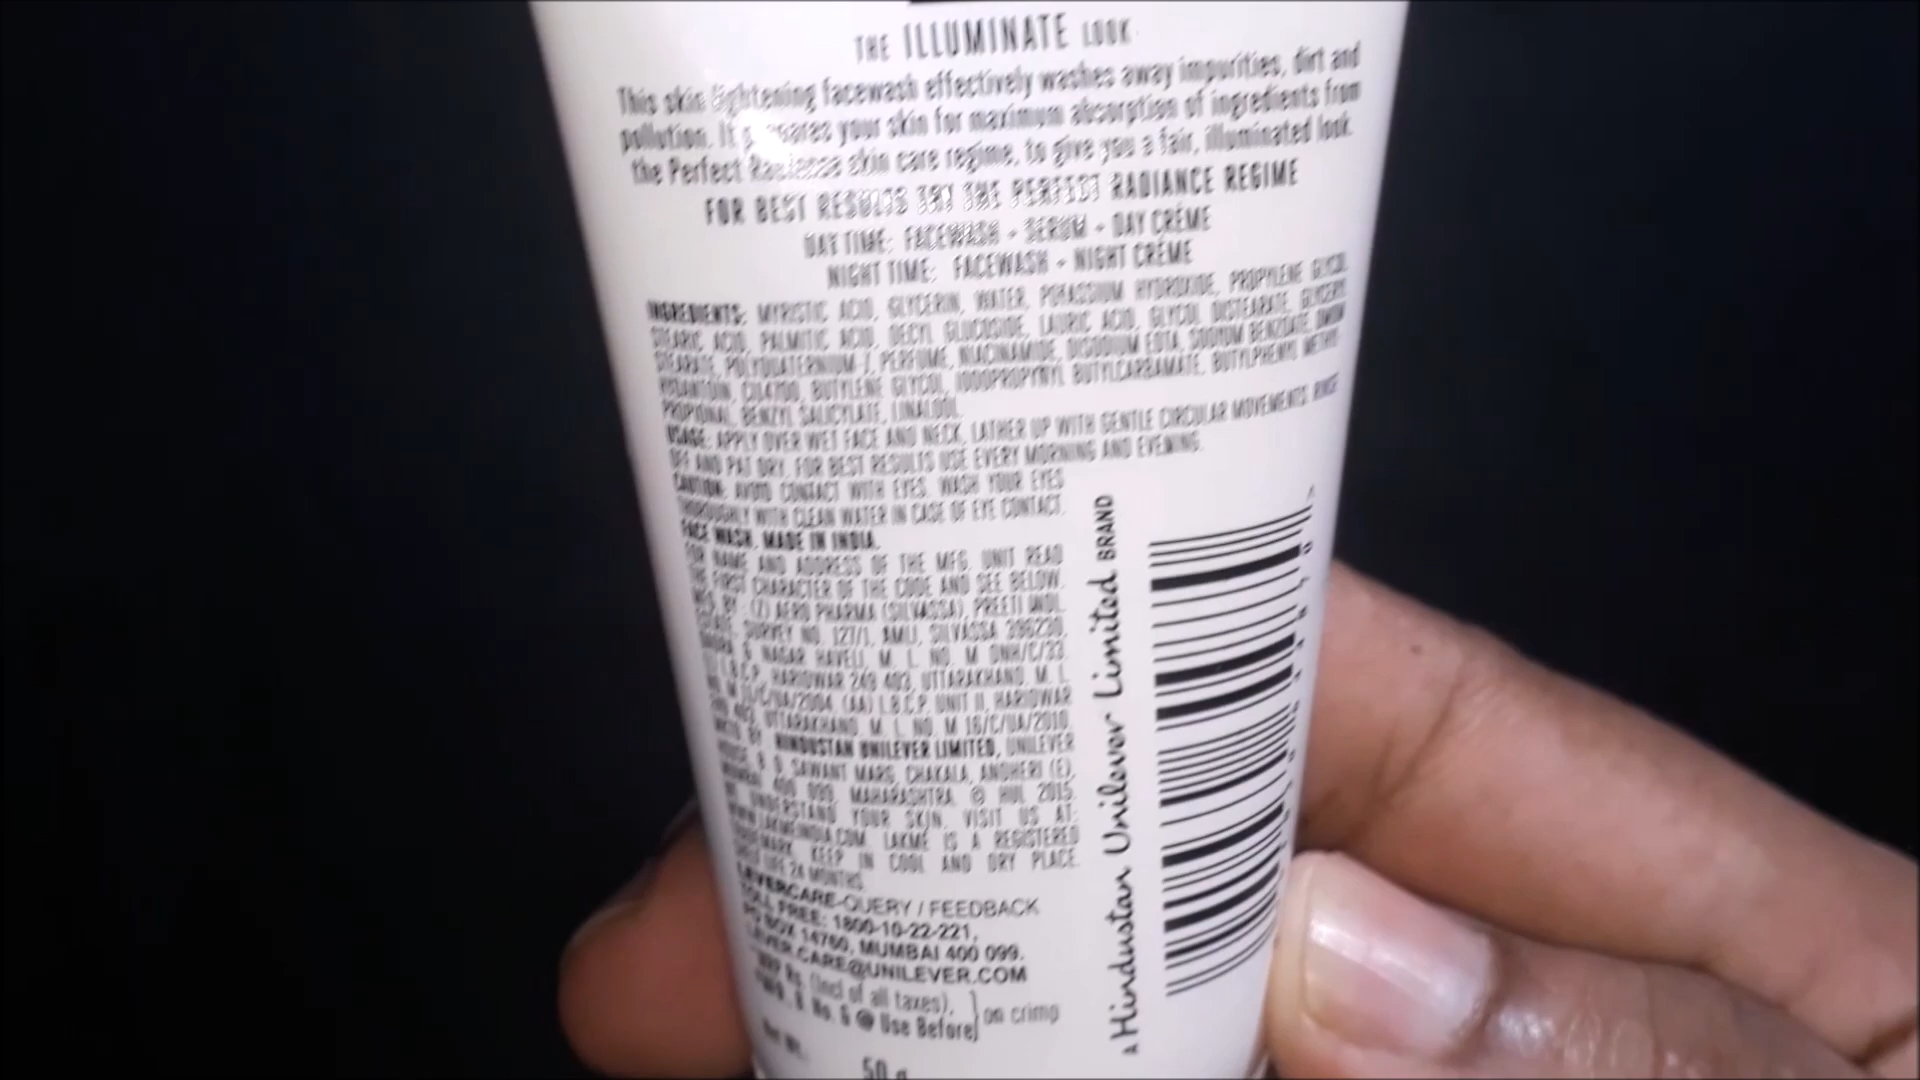 THE ILLUMINATE LOOK
This skin lightening facewash effectively washes away impurities, dirt and
pollution. It prepares your skin for maximum absorption of ingredients from
the Perfect Radiance skin care regime, to give you a fair, illuminated look.
FOR BEST RESULTS TRY THE PERFECT RADIANCE REGIME
DAY TIME: FACEWASH + SERUM + DAY CRÈME
NIGHT TIME: FACEWASH + NIGHT CRÈME
INGREDIENTS: MYRISTIC ACID, GLYCERIN, WATER, POTASSIUM HYDROXIDE, PROPYLENE GLYCOL
STEARIC ACID, PALMITIC ACID, DECYL GLUCOSIDE, LAURIC ACID, GLYCOL DISTEARATE, GLYCERYL
STEARATE, POLYQUATERNIUM-7, PERFUME, NIACINAMIDE, DISODIUM EDTA, SODIUM BENZOATE,
HYDANTOIN, BUTYLENE GLYCOL, IODOPROPYNYL BUTYLCARBAMATE, BUTYLPHENYL
BENZYL SALICYLATE, LINALOOL
USAGE: APPLY OVER WET FACE AND NECK, LATHER UP WITH GENTLE CIRCULAR MOVEMENTS. RINSE
OFF AND PAT DRY. FOR BEST RESULTS USE EVERY MORNING AND EVENING.
CAUTION: AVOID CONTACT WITH EYES. WASH YOUR EYES
THOROUGHLY WITH CLEAN WATER IN CASE OF EYE CONTACT.
FACE WASH. MADE IN INDIA.
FOR NAME AND ADDRESS OF THE MFG. UNIT READ
THE FIRST CHARACTER OF THE CODE AND SEE BELOW.
MFG. BY: (Z) AERO PHARMA (SILVASSA), PREETI INDL.
SURVEY NO. 127/1, AMLI, SILVASSA 396230,
NAGAR HAVELI, M. L. NO. M DNH/C/33.
L.B.C.P., HARIDWAR 249 403, UTTARAKHAND. M. L.
(AA) L.B.C.P. UNIT II, HARIDWAR
UTTARAKHAND M. L. NO. M 16/C/UA/2010.
HINDUSTAN UNILEVER LIMITED, UNILEVER
HOUSE, B. D. SAWANT MARG, CHAKALA, ANDHERI (E),
400 099, MAHARASHTRA. © HUL 2015.
UNDERSTAND YOUR SKIN. VISIT US AT:
WWW.LAKMEINDIA.COM. LAKMÉ IS A REGISTERED
KEEP IN COOL AND DRY PLACE.
LIFE 24 MONTHS
LEVERCARE-QUERY / FEEDBACK
TOLL FREE: 1800-10-22-221,
PO BOX 14760, MUMBAI 400 099.
LEVER.CARE@UNILEVER.COM
MRP Rs. (incl of all taxes),
No. & @ Use Before
on crimp
50 g
A Hindustan Unilever Limited BRAND